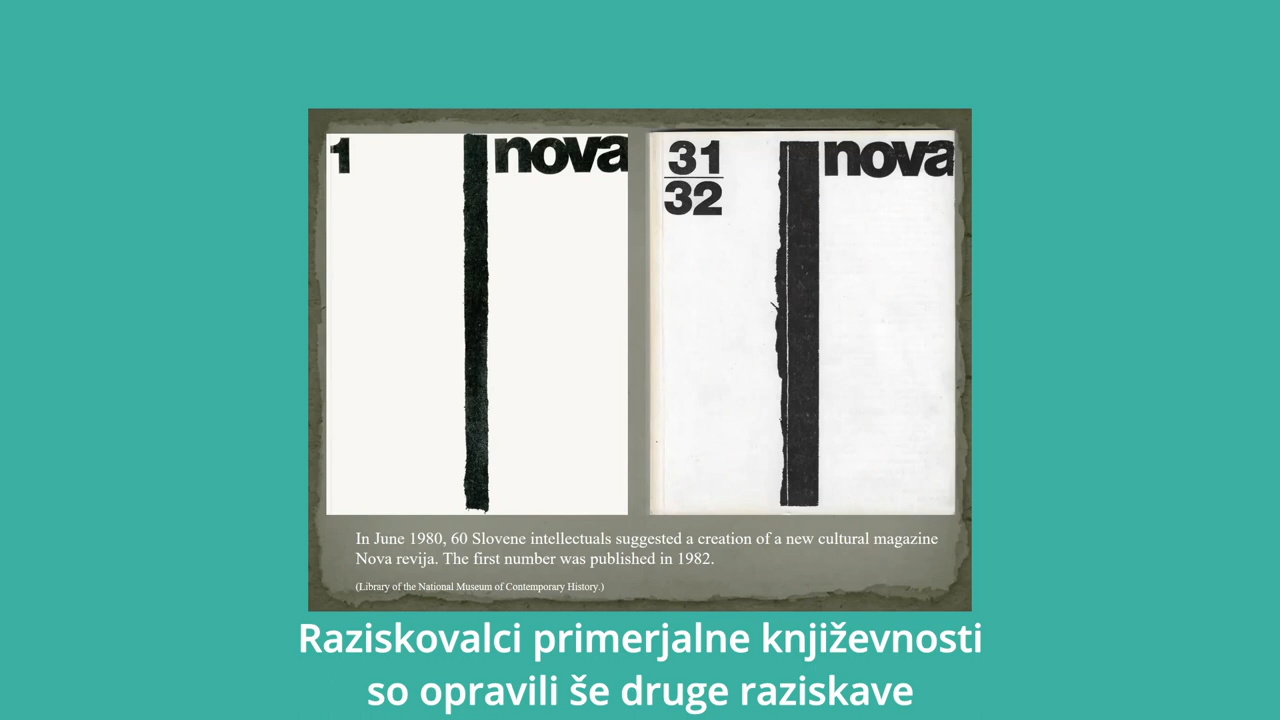 1
nova
31
32
nova
In June 1980, 60 Slovene intellectuals suggested a creation of a new cultural magazine
Nova revija. The first number was published in 1982.
(Library of the National Museum of Contemporary History.)
Raziskovalci primerjalne književnosti
so opravili še druge raziskave